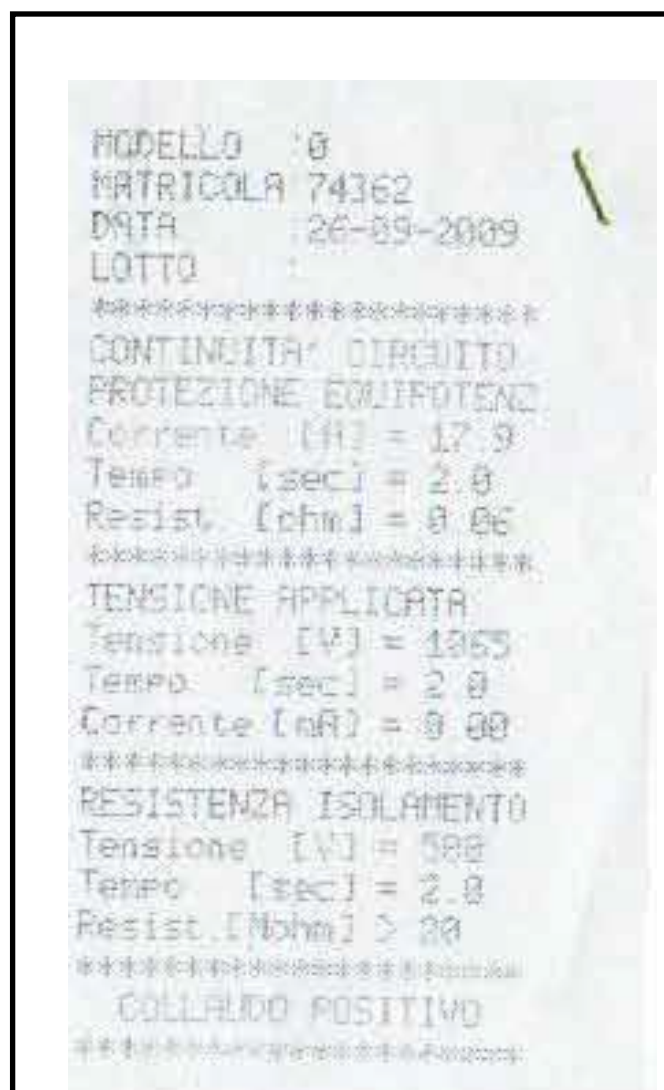 MODELLO :0
MATRICOLA 74362
DATA :26-09-2009
LOTTO :
**************************
CONTINUITA' CIRCUITO
PROTEZIONE EQUIPOTENZ.
Corrente [A] = 17.9
Tempo [sec] = 2.0
Resist. [ohm] = 0.06
**************************
TENSIONE APPLICATA
Tensione [V] = 1065
Tempo [sec] = 2.0
Corrente [mA] = 0.00
**************************
RESISTENZA ISOLAMENTO
Tensione [V] = 500
Tempo [sec] = 2.0
Resist.[Mohm] >
**************************
COLLAUDO POSITIVO
**************************